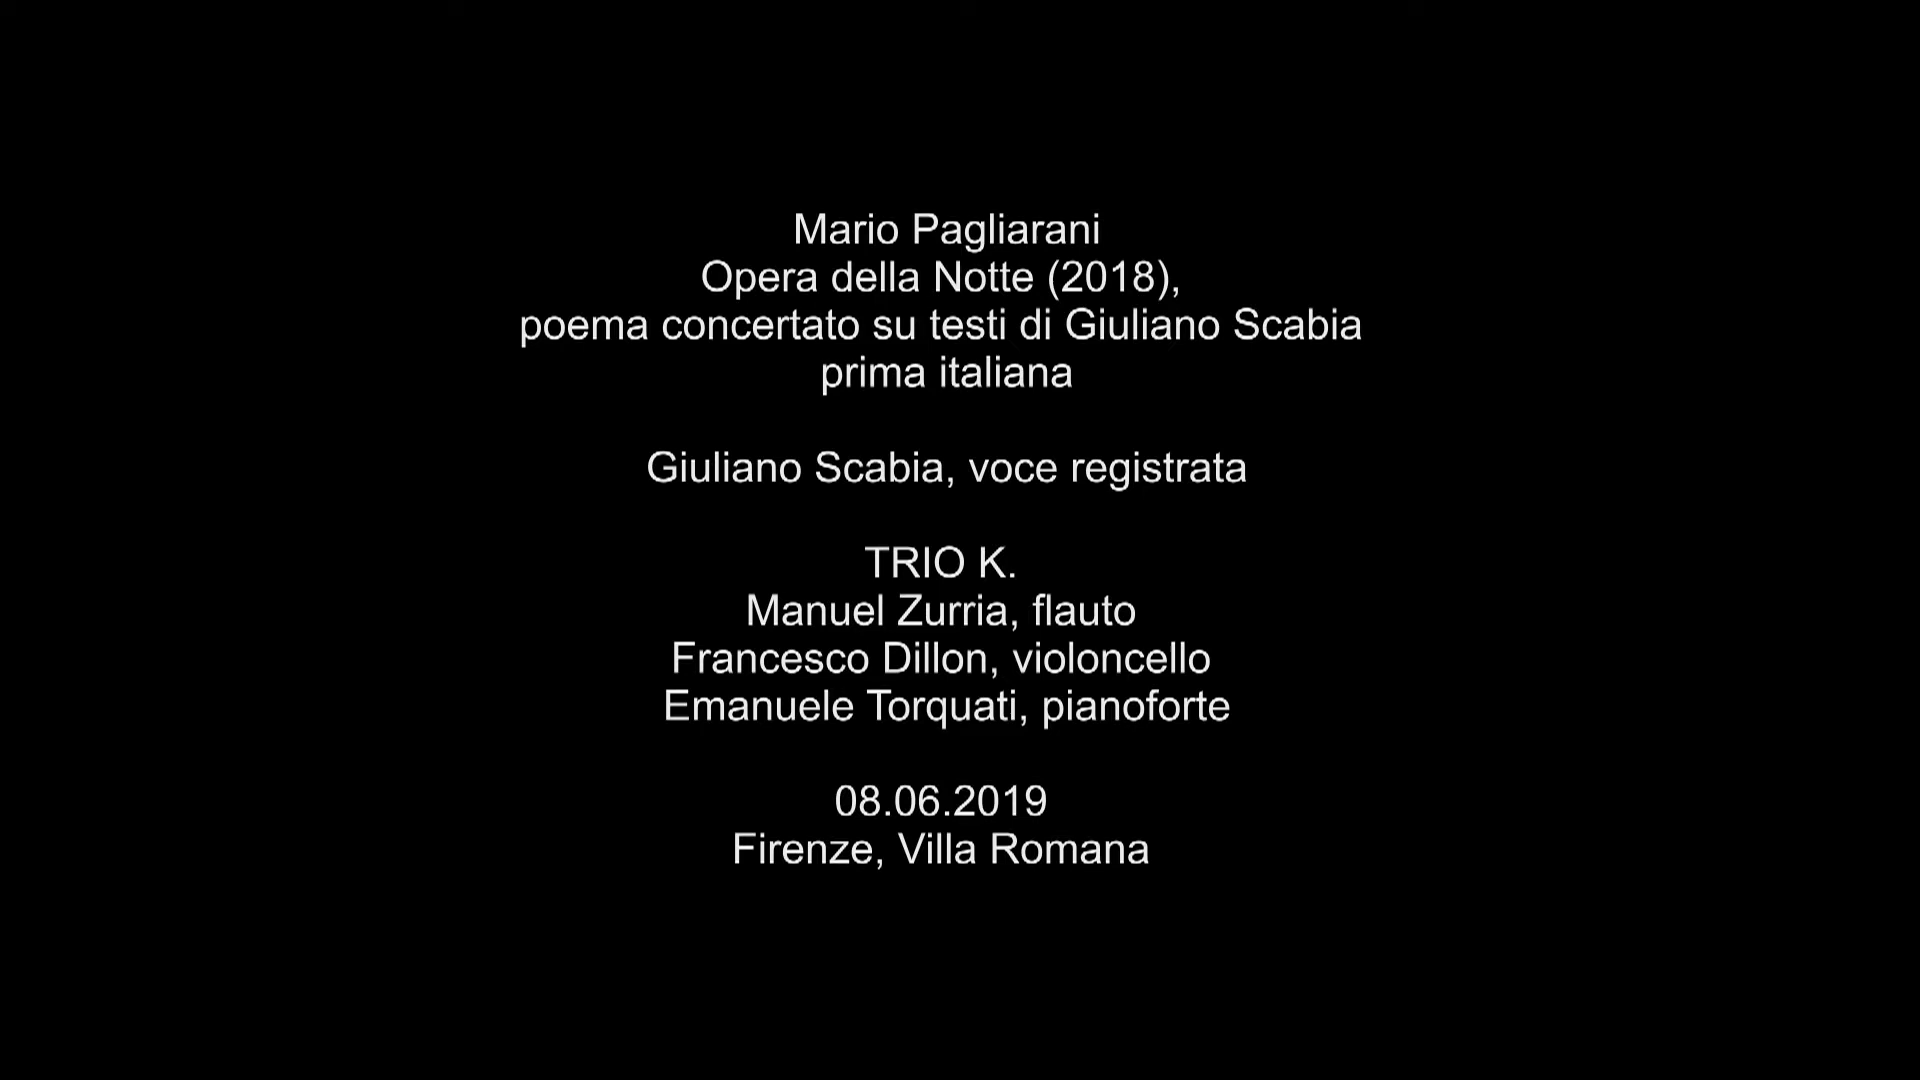 Mario Pagliarani
Opera della Notte (2018),
poema concertato su testi di Giuliano Scabia
prima italiana
Giuliano Scabia, voce registrata
TRIO K.
Manuel Zurria, flauto
Francesco Dillon, violoncello
Emanuele Torquati, pianoforte
08.06.2019
Firenze, Villa Romana